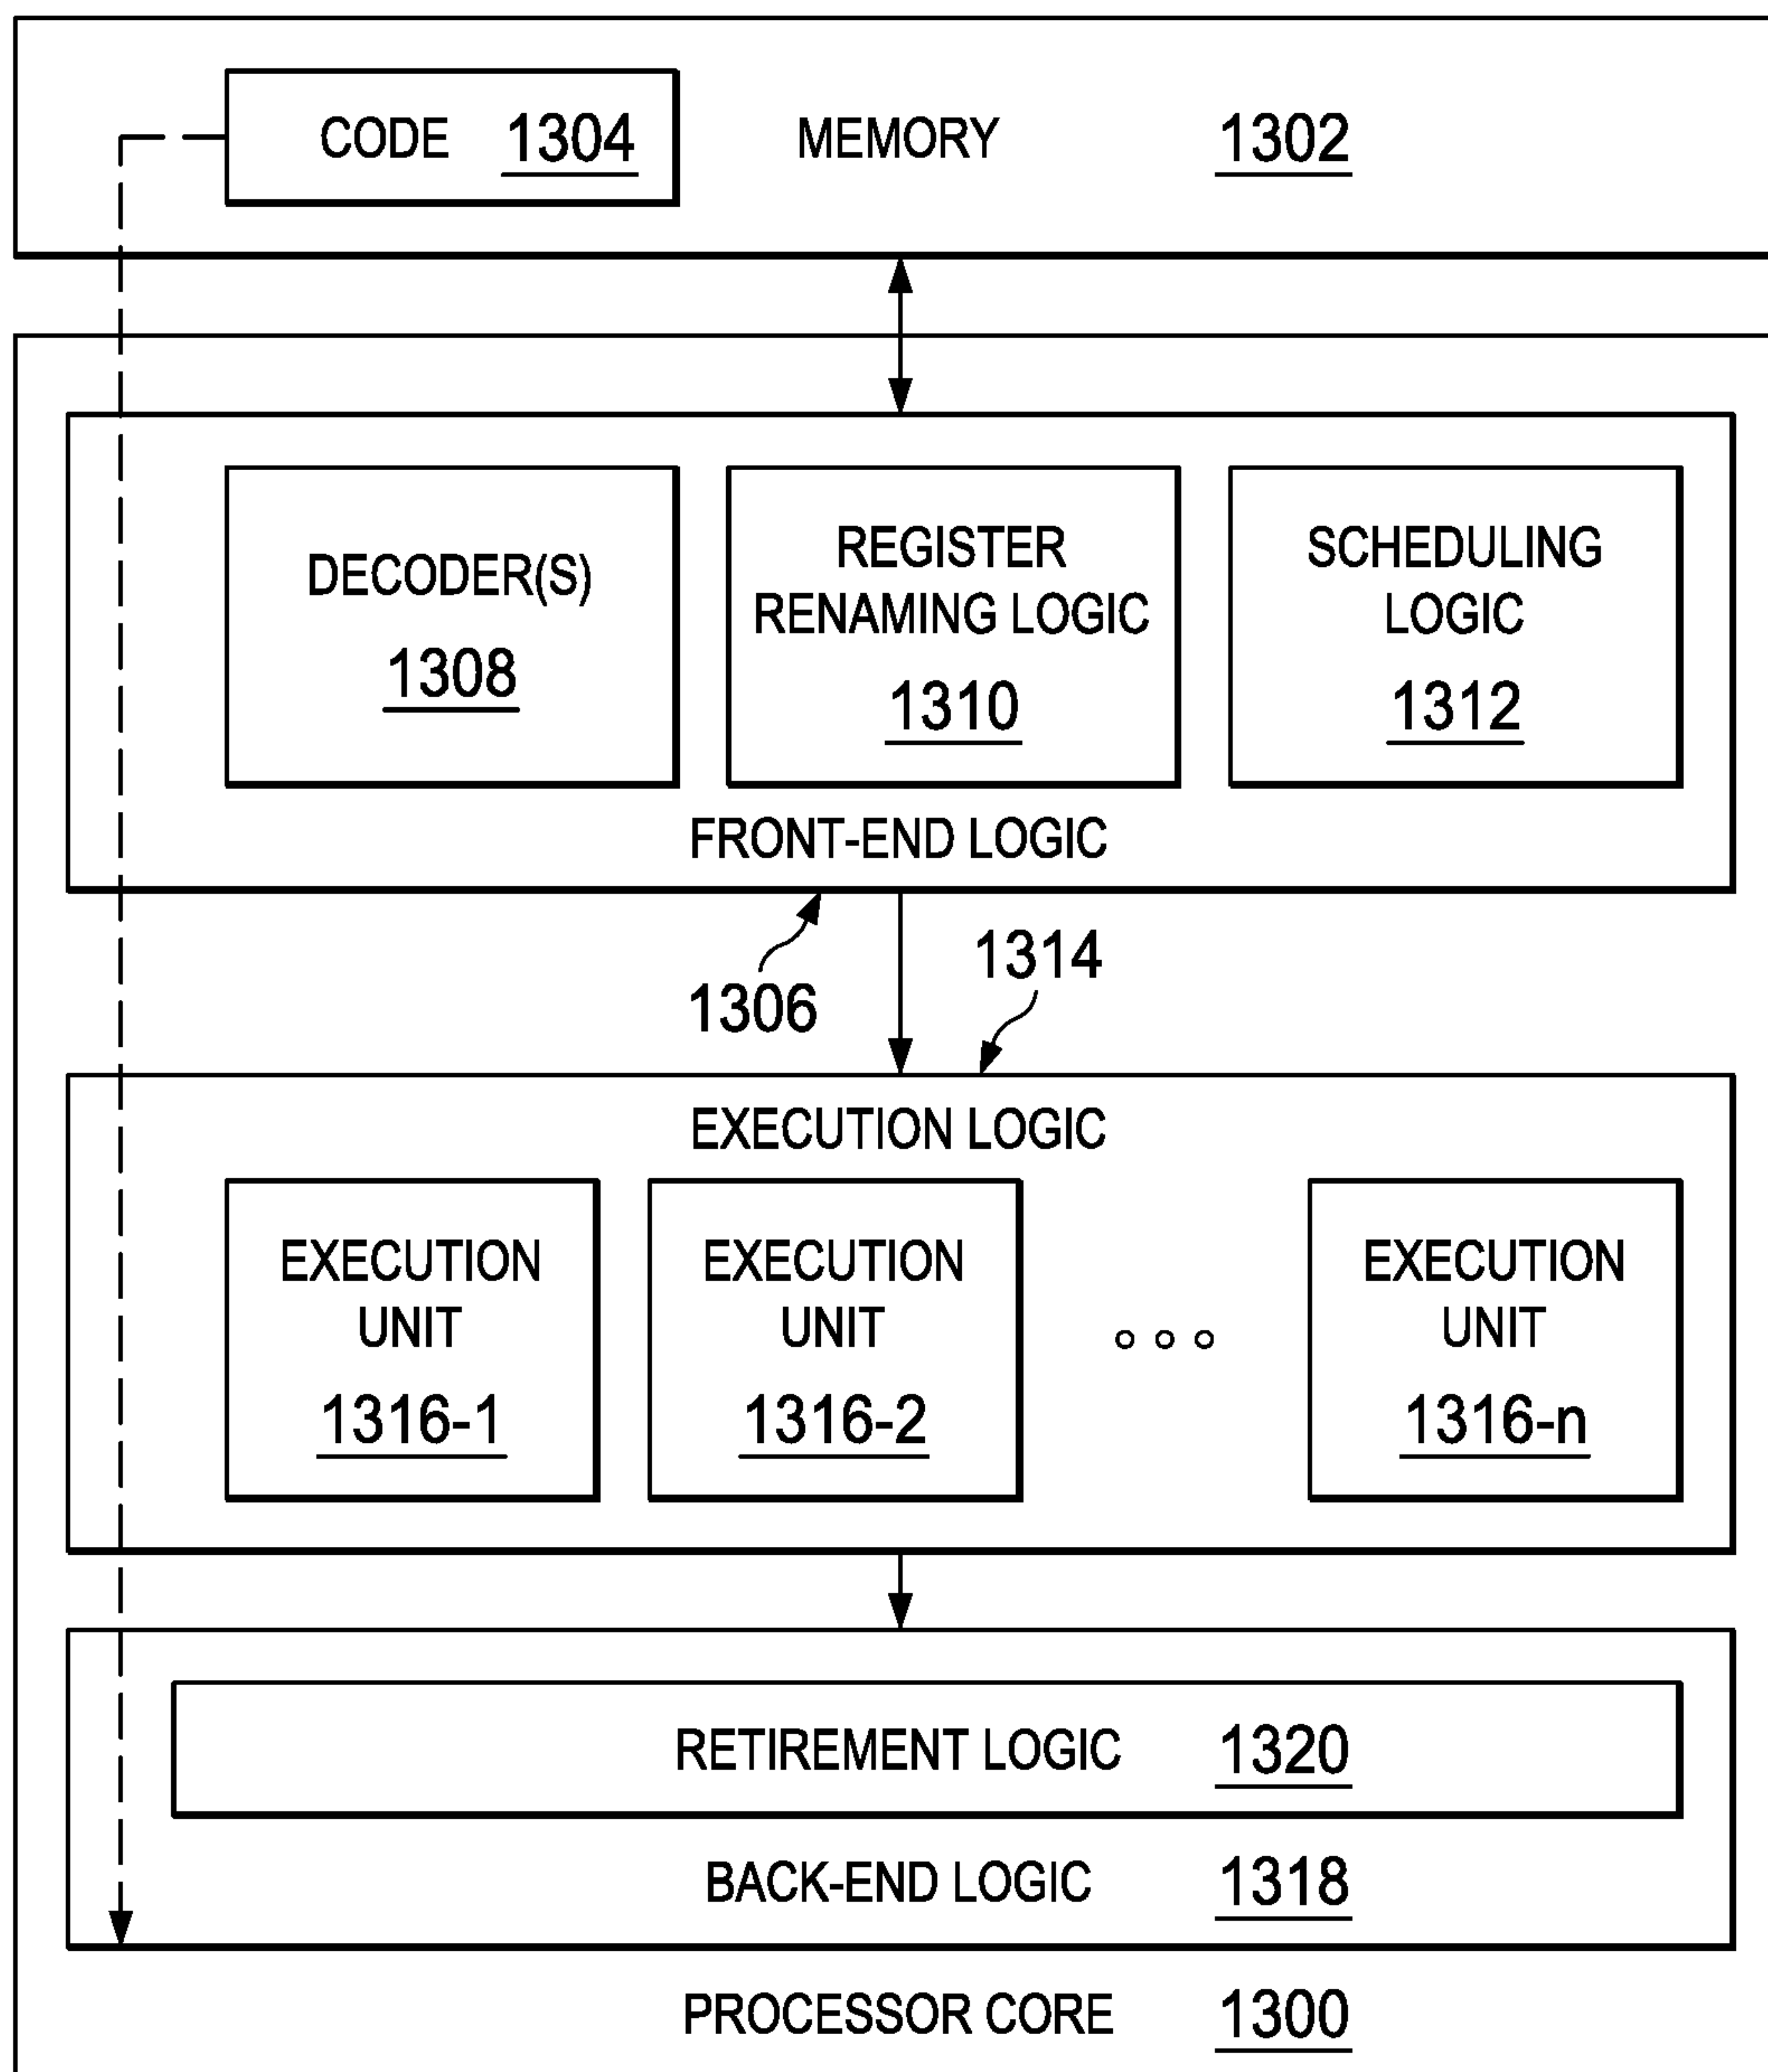 CODE 1304 MEMORY 1302
DECODER(S)
1308
REGISTER
RENAMING LOGIC
1310
SCHEDULING
LOGIC
1312
FRONT-END LOGIC
1306
1314
EXECUTION LOGIC
EXECUTION
UNIT
1316-1
EXECUTION
UNIT
1316-2
EXECUTION
UNIT
1316-n
RETIREMENT LOGIC 1320
BACK-END LOGIC 1318
PROCESSOR CORE 1300